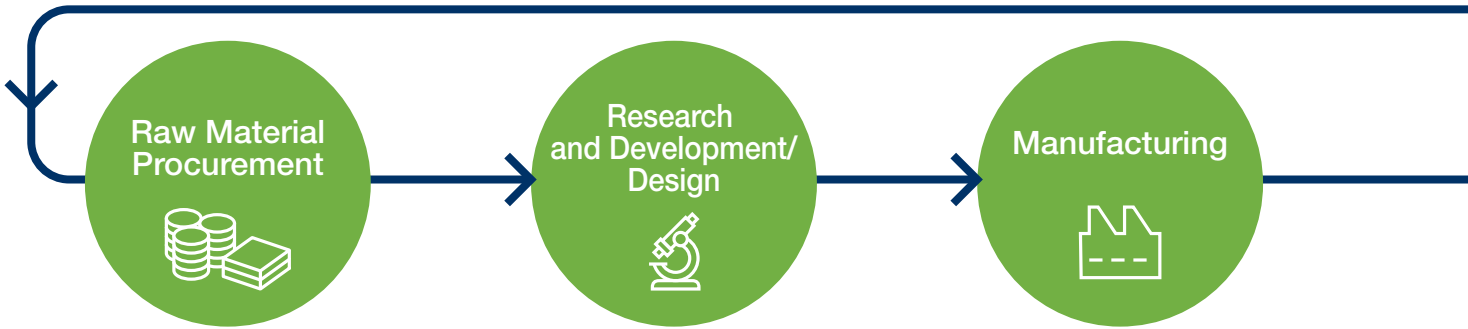 Raw Material
Procurement
Research
and Development/
Design
Manufacturing